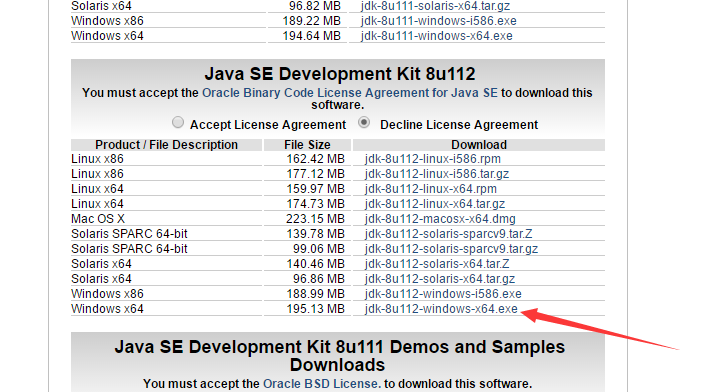 Solaris x64 96.82 MB jdk-8u111-solaris-x64.tar.gz
Windows x86 189.22 MB jdk-8u111-windows-i586.exe
Windows x64 194.64 MB jdk-8u111-windows-x64.exe
Java SE Development Kit 8u112
You must accept the Oracle Binary Code License Agreement for Java SE to download this
software.
Accept License Agreement Decline License Agreement
Product / File Description File Size Download
Linux x86 162.42 MB jdk-8u112-linux-i586.rpm
Linux x86 177.12 MB jdk-8u112-linux-i586.tar.gz
Linux x64 159.97 MB jdk-8u112-linux-x64.rpm
Linux x64 174.73 MB jdk-8u112-linux-x64.tar.gz
Mac OS X 223.15 MB jdk-8u112-macosx-x64.dmg
Solaris SPARC 64-bit 139.78 MB jdk-8u112-solaris-sparcv9.tar.Z
Solaris SPARC 64-bit 99.06 MB jdk-8u112-solaris-sparcv9.tar.gz
Solaris x64 140.46 MB jdk-8u112-solaris-x64.tar.Z
Solaris x64 96.86 MB jdk-8u112-solaris-x64.tar.gz
Windows x86 188.99 MB jdk-8u112-windows-i586.exe
Windows x64 195.13 MB jdk-8u112-windows-x64.exe
Java SE Development Kit 8u111 Demos and Samples
Downloads
You must accept the Oracle BSD License. to download this software.